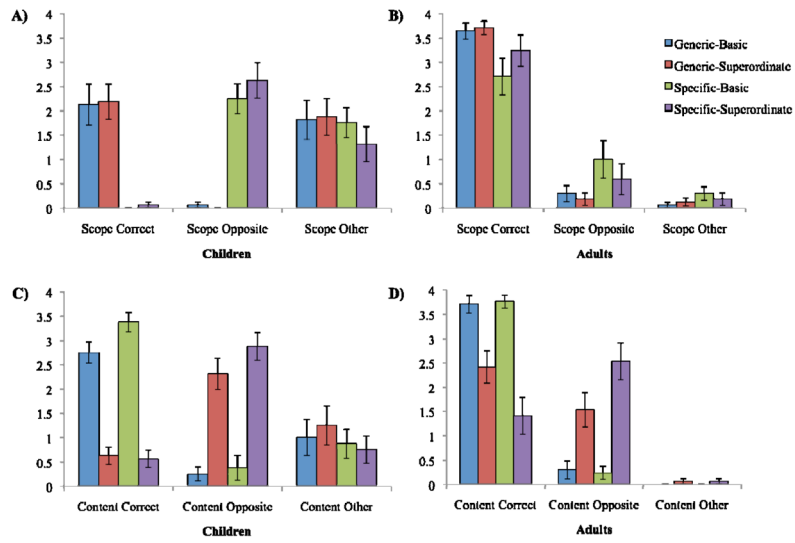 A)
4
3.5
3
2.5
2
1.5
1
0.5
0
Scope Correct Scope Opposite Scope Other
Children
B)
4
3.5
3
2.5
2
1.5
1
0.5
0
Scope Correct Scope Opposite Scope Other
Adults
Generic-Basic
Generic-Superordinate
Specific-Basic
Specific-Superordinate
C)
4
3.5
3
2.5
2
1.5
1
0.5
0
Content Correct Content Opposite Content Other
Children
D)
4
3.5
3
2.5
2
1.5
1
0.5
0
Content Correct Content Opposite Content Other
Adults